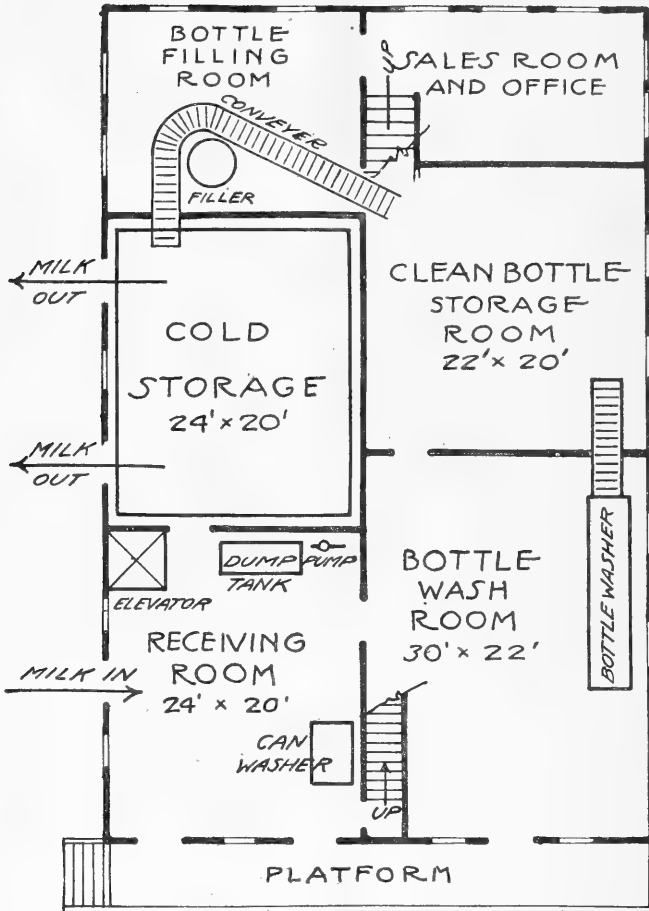 BOTTLE
FILLING
ROOM
UP
SALES ROOM
AND OFFICE
CONVEYER
FILLER
MILK
OUT
COLD
STORAGE
24' x 20'
CLEAN BOTTLE
STORAGE
ROOM
22' x 20'
MILK
OUT
ELEVATOR
DUMP
TANK
PUMP
BOTTLE
WASH
ROOM
30' x 22'
BOTTLE WASHER
RECEIVING
ROOM
24' x 20'
MILK IN
CAN
WASHER
UP
PLATFORM